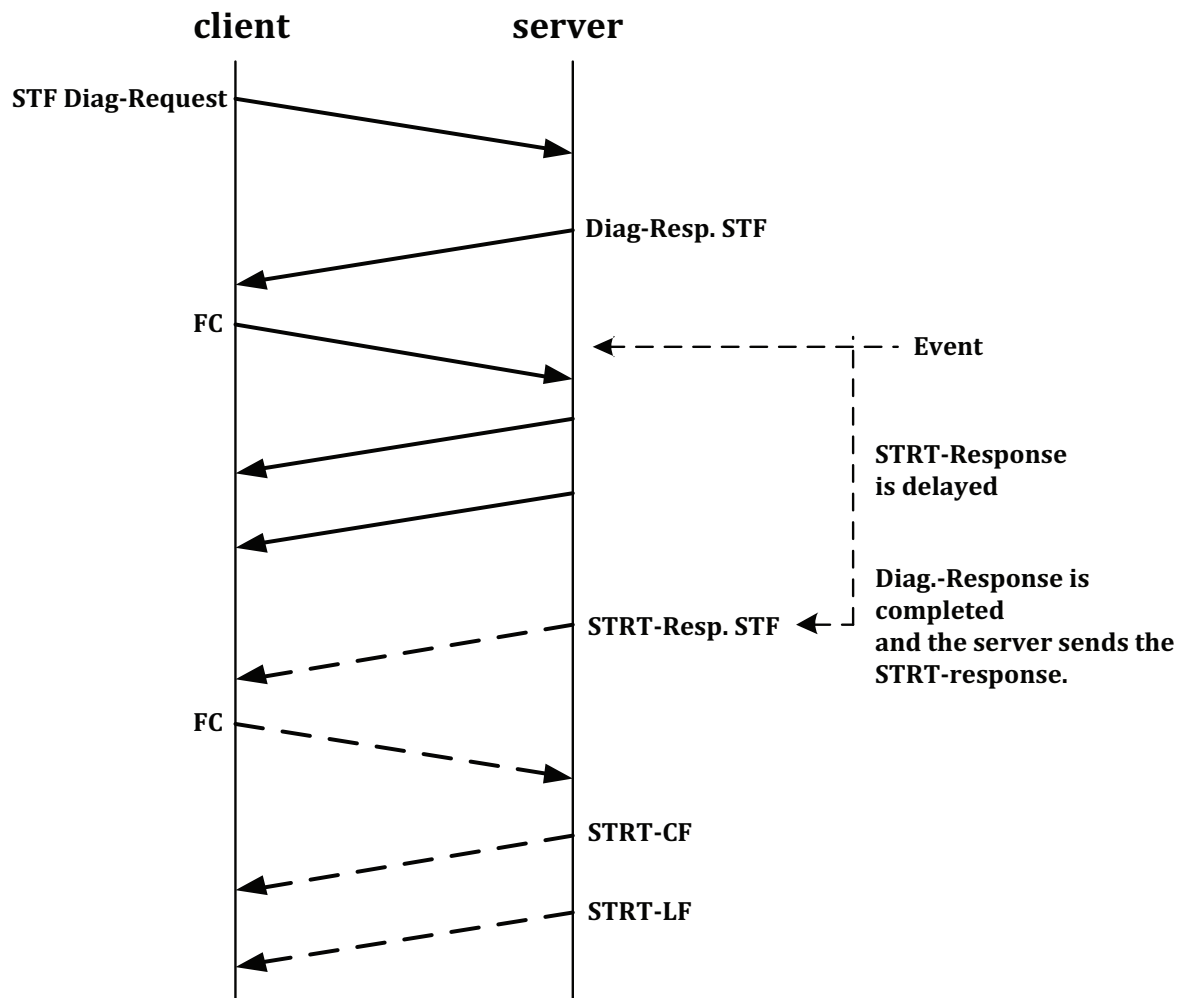 client
server
STF Diag-Request
Diag-Resp. STF
FC
Event
STRT-Response
is delayed
Diag.-Response is
completed
and the server sends the
STRT-response.
STRT-Resp. STF
FC
STRT-CF
STRT-LF